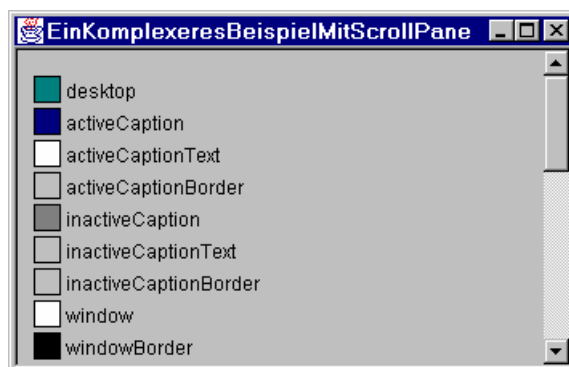 EinKomplexeresBeispielMitScrollPane
desktop
activeCaption
activeCaptionText
activeCaptionBorder
inactiveCaption
inactiveCaptionText
inactiveCaptionBorder
window
windowBorder